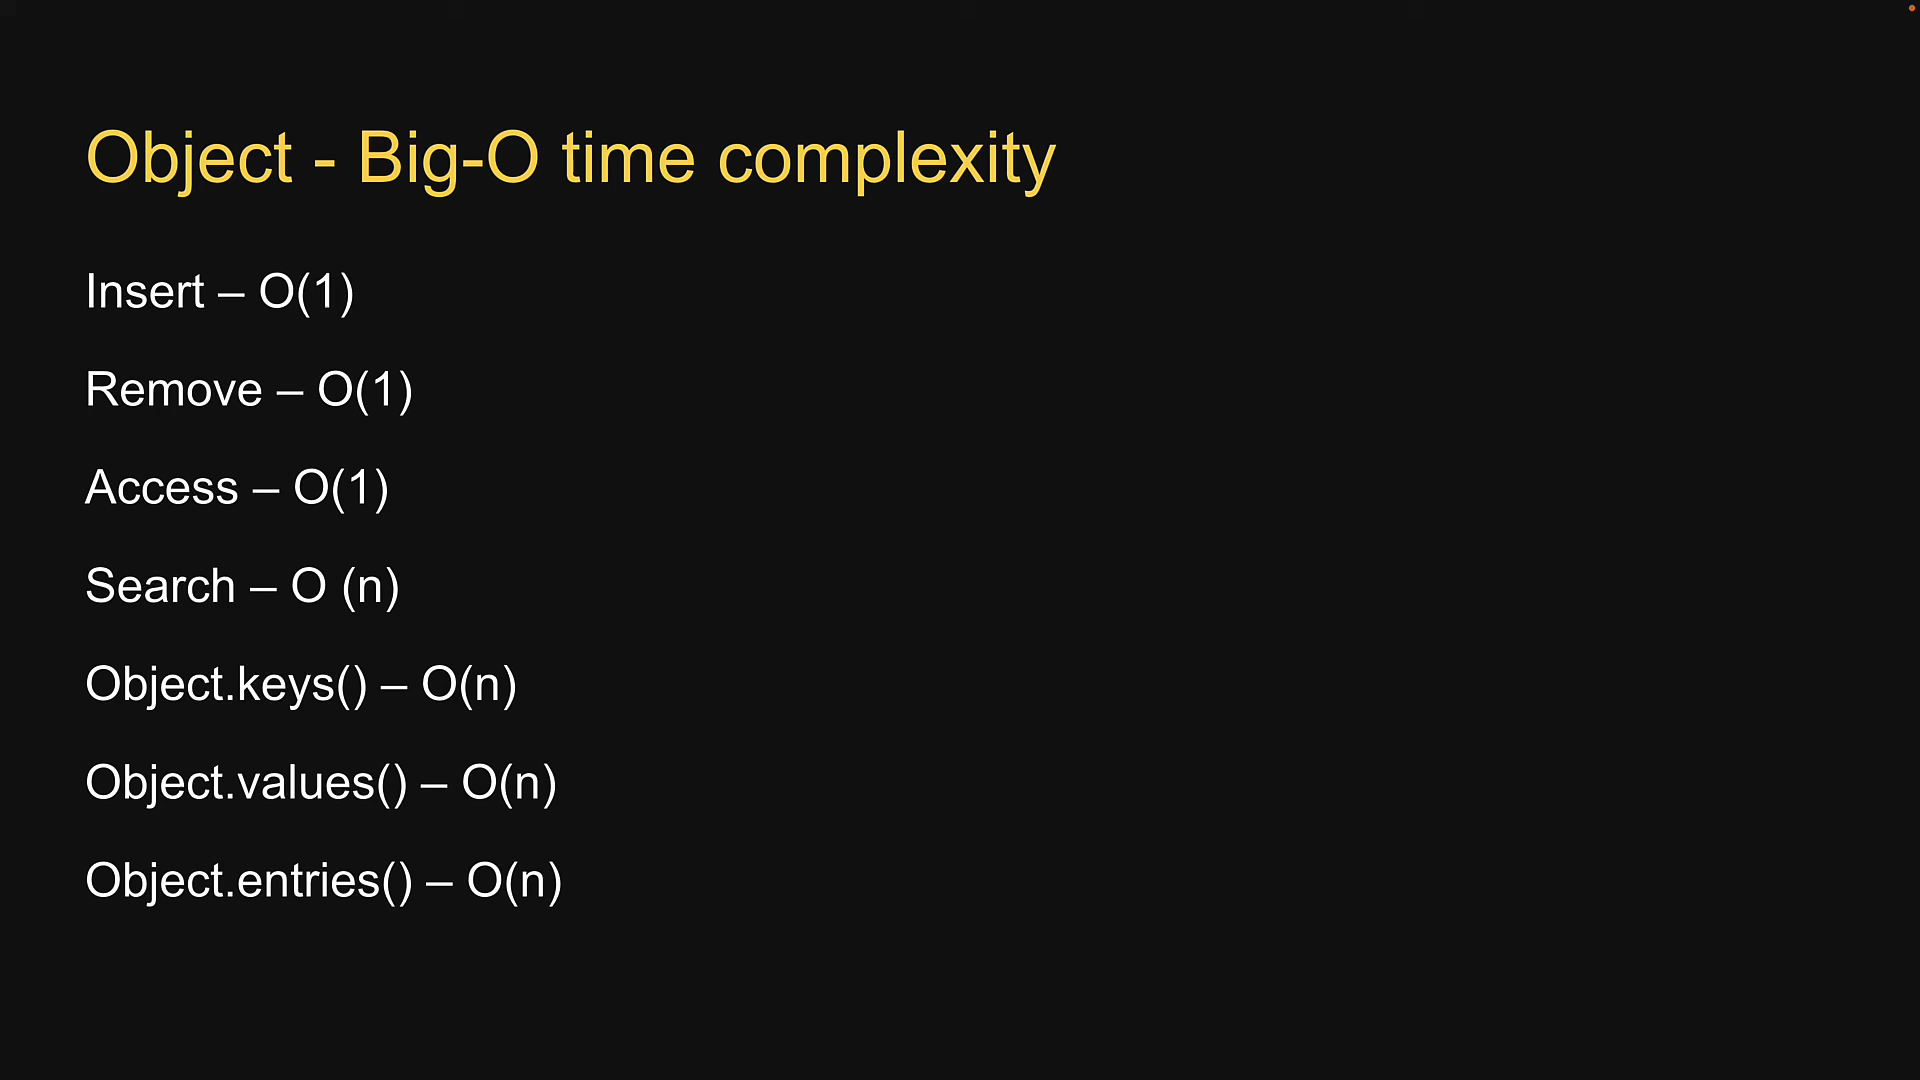 Object - Big-O time complexity
Insert – O(1)
Remove – O(1)
Access – O(1)
Search – O (n)
Object.keys() – O(n)
Object.values() – O(n)
Object.entries() – O(n)